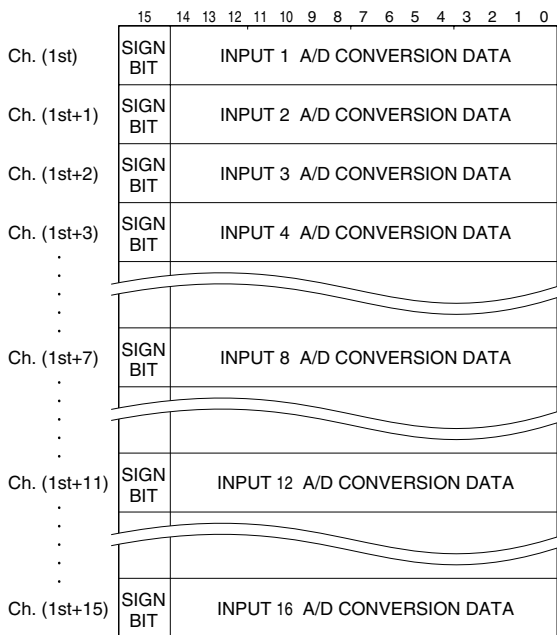 15 14 13 12 11 10 9 8 7 6 5 4 3 2 1 0
Ch. (1st) SIGN BIT INPUT 1 A/D CONVERSION DATA
Ch. (1st+1) SIGN BIT INPUT 2 A/D CONVERSION DATA
Ch. (1st+2) SIGN BIT INPUT 3 A/D CONVERSION DATA
Ch. (1st+3) SIGN BIT INPUT 4 A/D CONVERSION DATA
Ch. (1st+7) SIGN BIT INPUT 8 A/D CONVERSION DATA
Ch. (1st+11) SIGN BIT INPUT 12 A/D CONVERSION DATA
Ch. (1st+15) SIGN BIT INPUT 16 A/D CONVERSION DATA